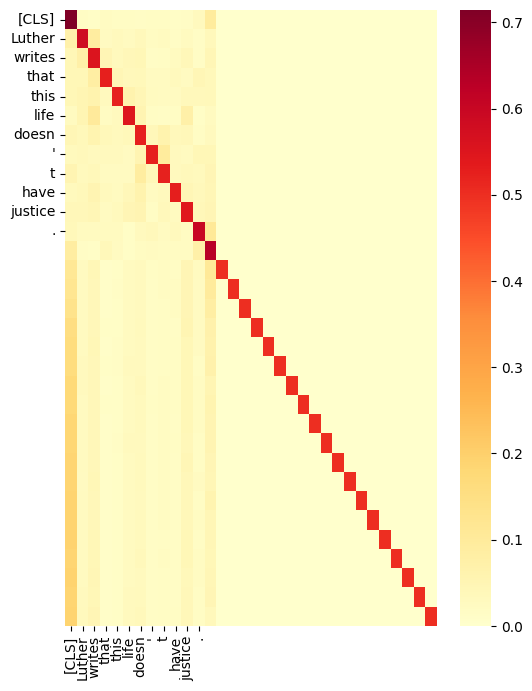 [CLS]
Luther
writes
that
this
life
doesn
'
t
have
justice
.
0.7
0.6
0.5
0.4
0.3
0.2
0.1
0.0
[CLS]
Luther
writes
that
this
life
doesn
'
t
have
justice
.